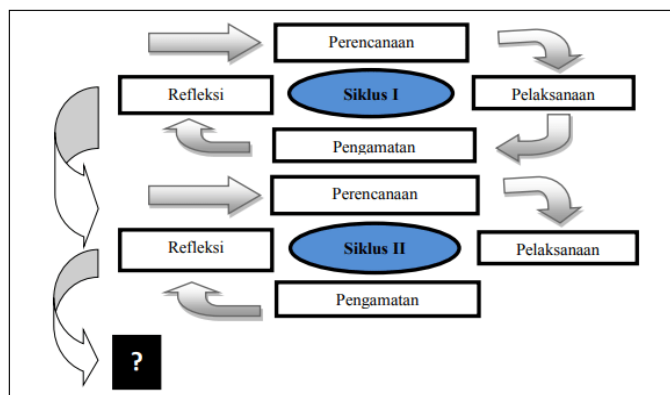 Perencanaan
Refleksi
Siklus I
Pelaksanaan
Pengamatan
Perencanaan
Refleksi
Siklus II
Pelaksanaan
Pengamatan
?